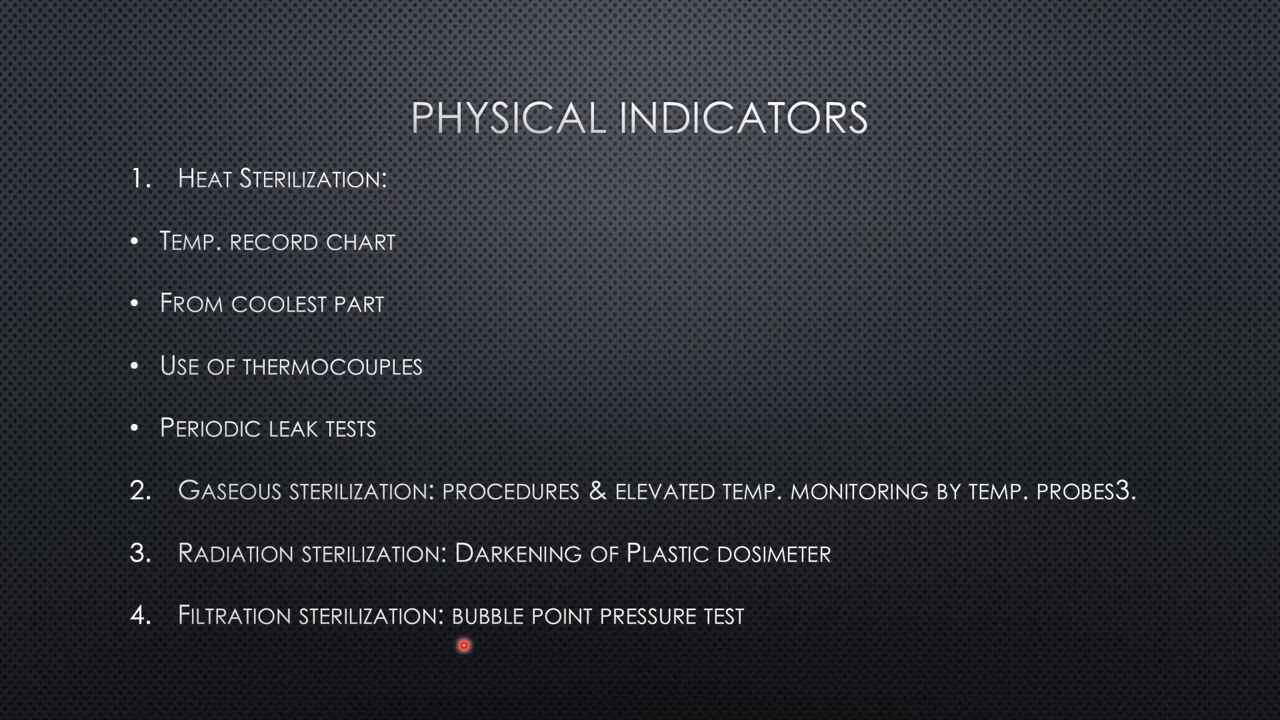 PHYSICAL INDICATORS
1. HEAT STERILIZATION:
• TEMP. RECORD CHART
• FROM COOLEST PART
• USE OF THERMOCOUPLES
• PERIODIC LEAK TESTS
2. GASEOUS STERILIZATION: PROCEDURES & ELEVATED TEMP. MONITORING BY TEMP. PROBES3.
3. RADIATION STERILIZATION: DARKENING OF PLASTIC DOSIMETER
4. FILTRATION STERILIZATION: BUBBLE POINT PRESSURE TEST